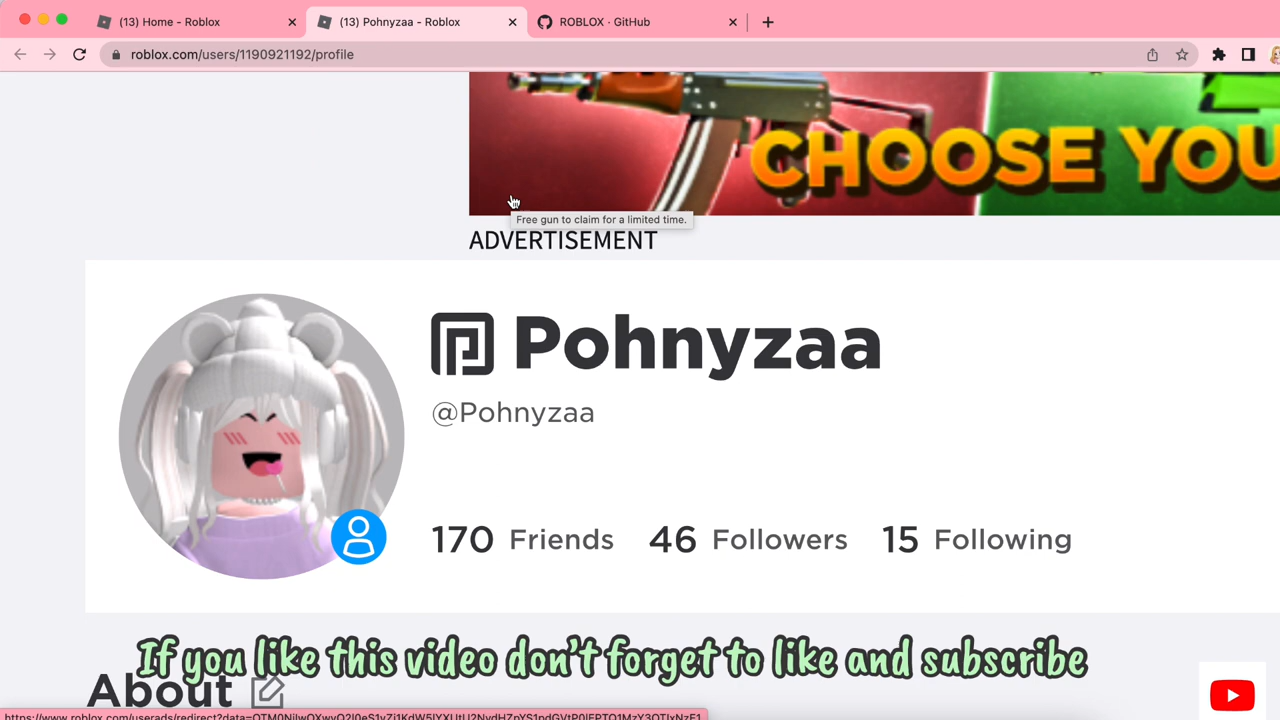 (13) Home - Roblox
(13) Pohnyzaa - Roblox
ROBLOX · GitHub
roblox.com/users/1190921192/profile
CHOOSE YOU
Free gun to claim for a limited time.
ADVERTISEMENT
Pohnyzaa
@Pohnyzaa
170 Friends 46 Followers 15 Following
If you like this video don't forget to like and subscribe
About